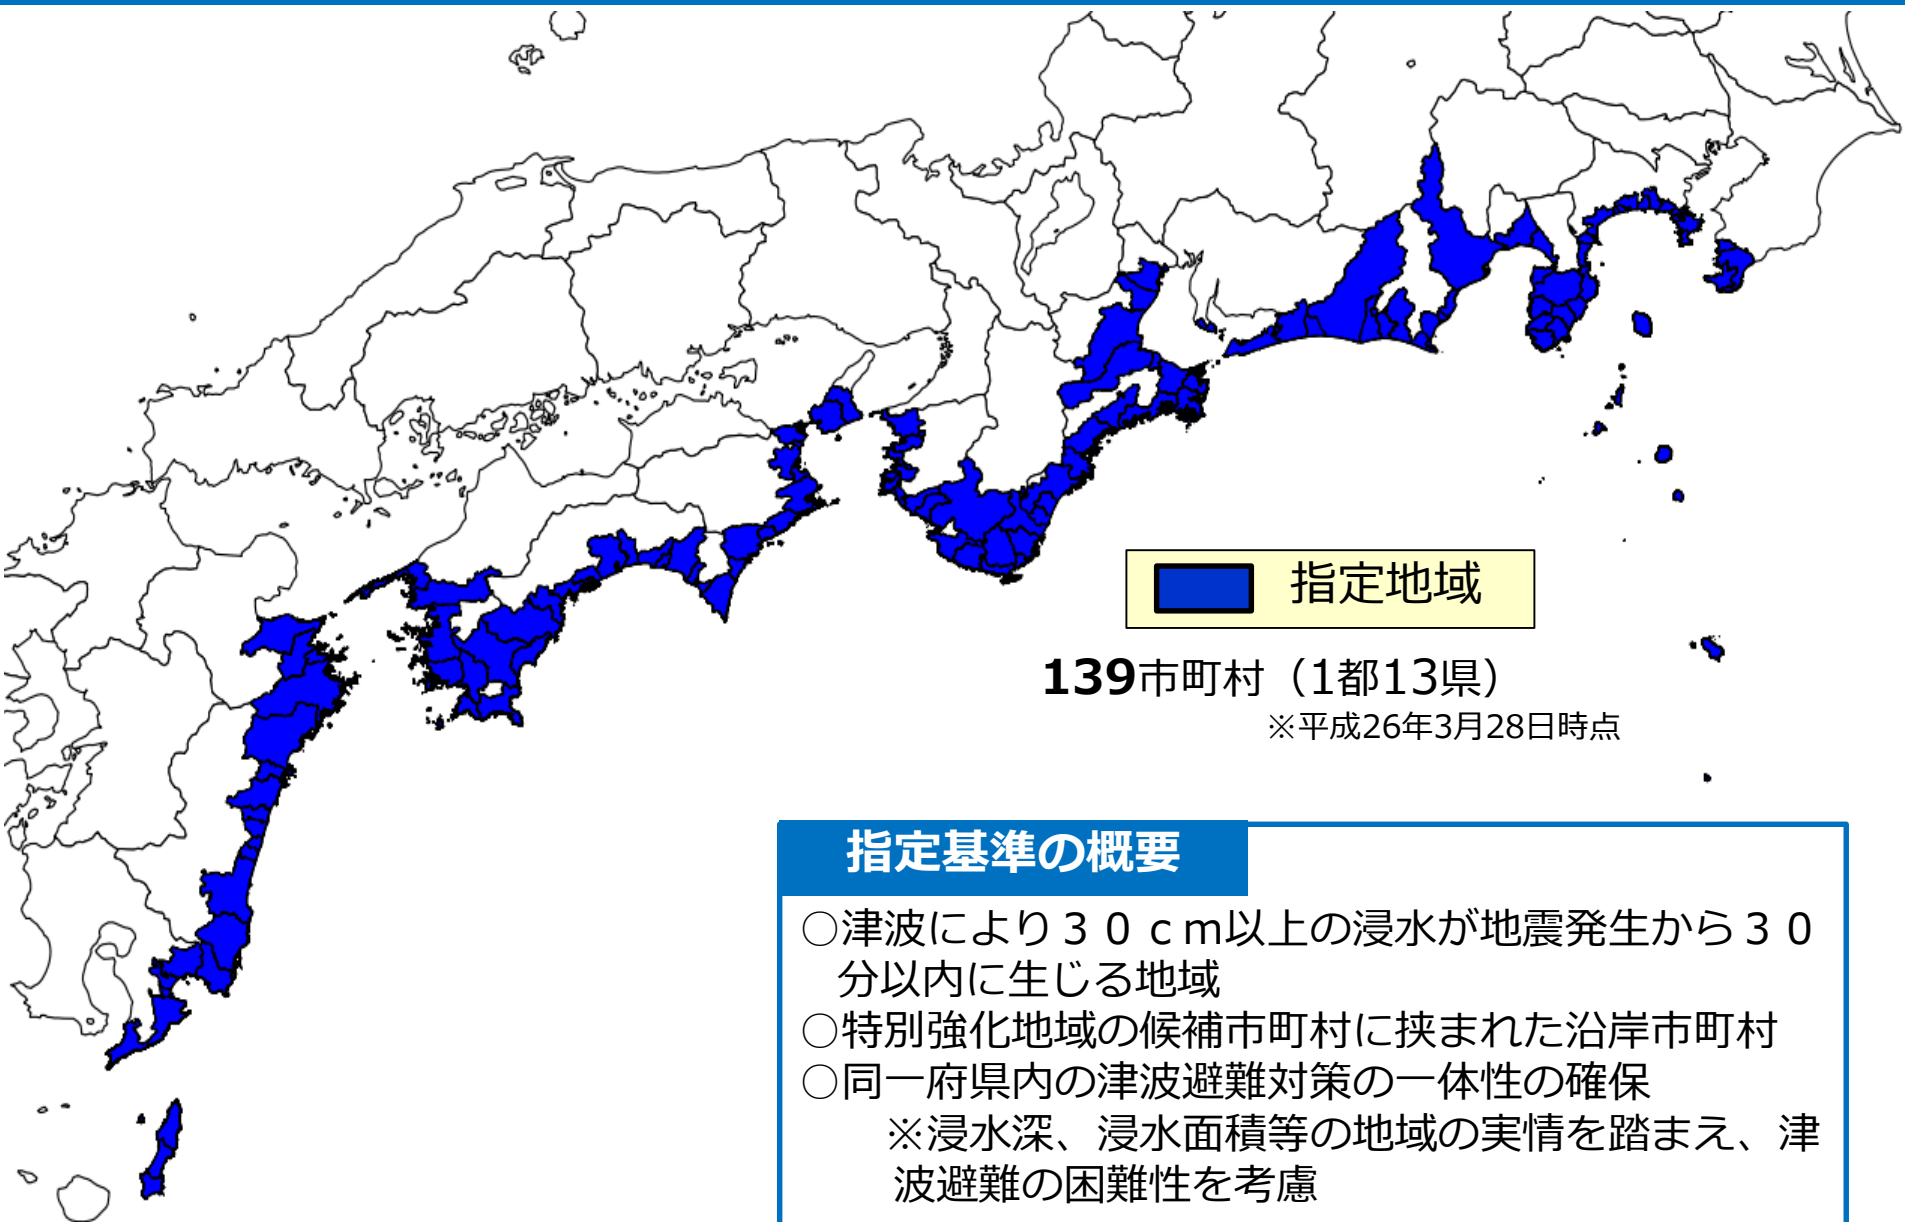 指定地域
139市町村（1都13県）
※平成26年3月28日時点
指定基準の概要
○津波により３０ｃｍ以上の浸水が地震発生から３０
分以内に生じる地域
○特別強化地域の候補市町村に挟まれた沿岸市町村
○同一府県内の津波避難対策の一体性の確保
※浸水深、浸水面積等の地域の実情を踏まえ、津
波避難の困難性を考慮